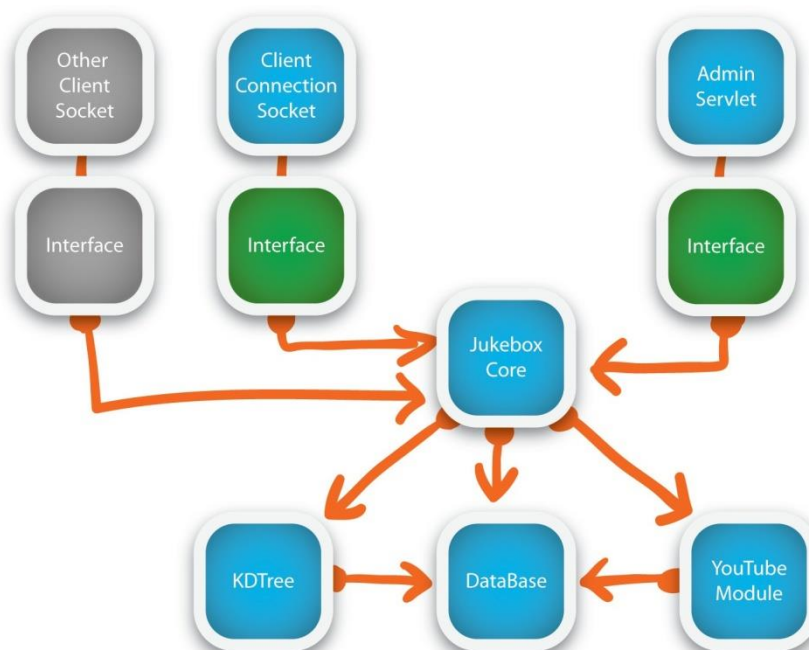 Other
Client
Socket
Client
Connection
Socket
Admin
Servlet
Interface
Interface
Interface
Jukebox
Core
KDTree
DataBase
YouTube
Module